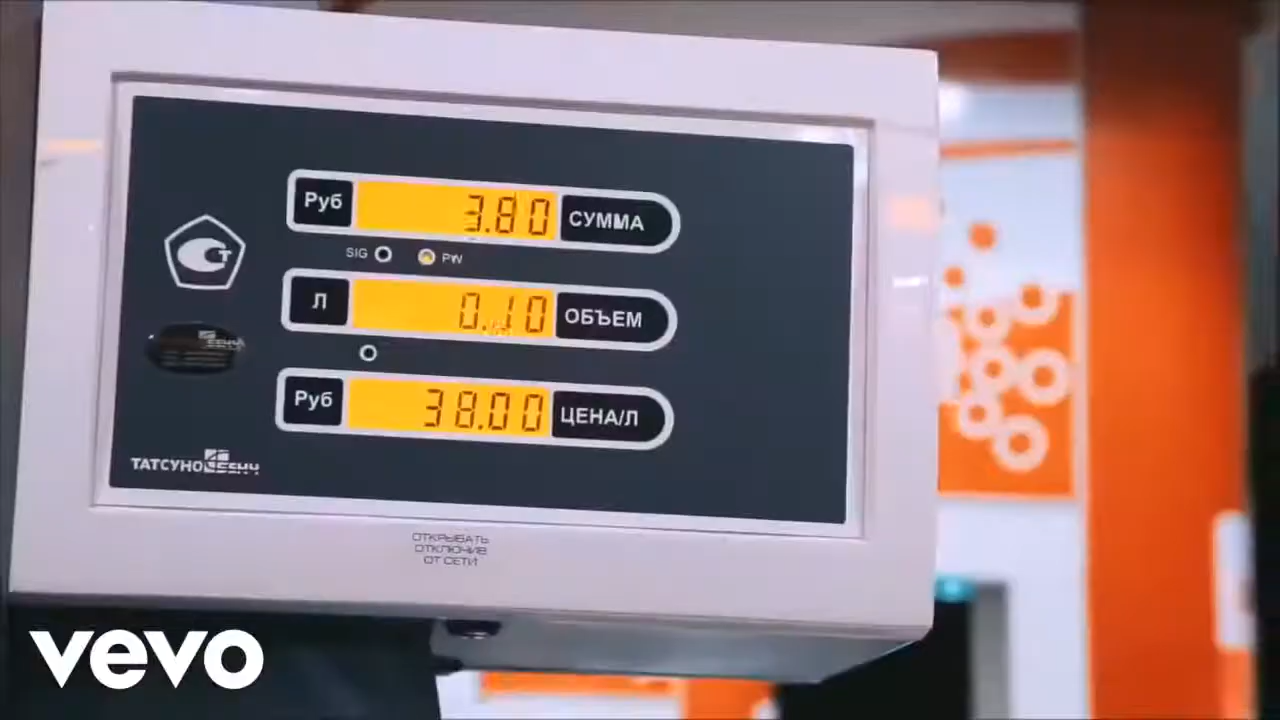 Руб 3.80 СУММА
SIG PW
Л 0.10 ОБЪЕМ
Руб 38.00 ЦЕНА/Л
ТАТСУНО
ОТКРЫВАТЬ
ОТКЛЮЧИВ
ОТ СЕТИ
vevo